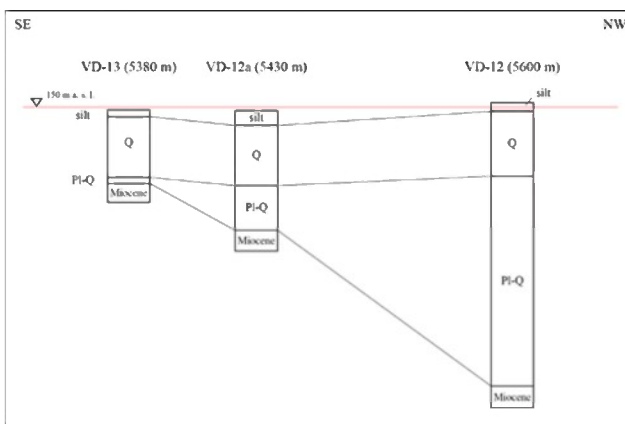 SE
NW
VD-13 (5380 m)
VD-12a (5430 m)
VD-12 (5600 m)
150 m a. s. l.
silt
silt
silt
Q
Q
Q
Pl-Q
Miocene
Pl-Q
Miocene
Pl-Q
Miocene